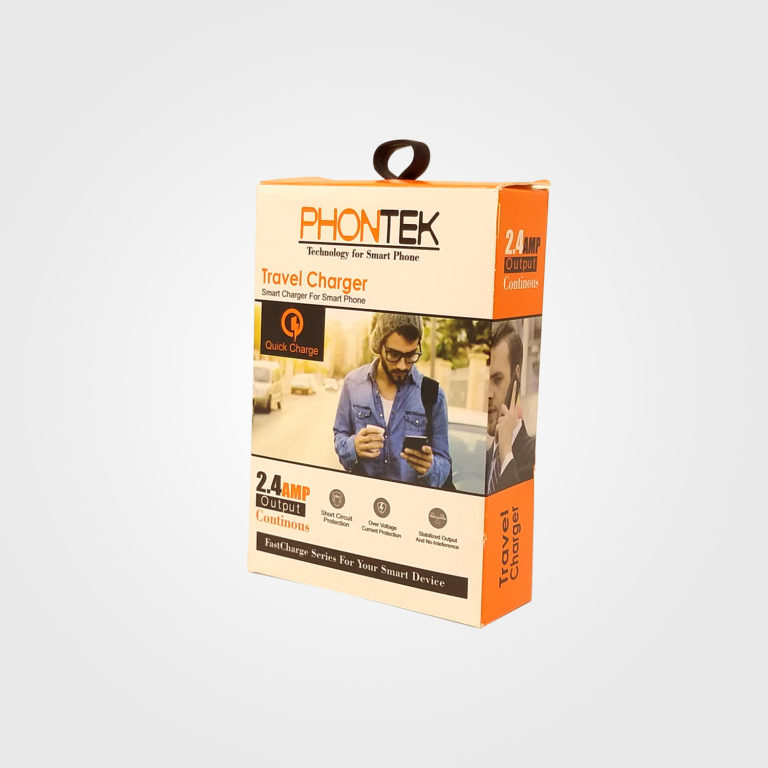 PHONTEK
Technology for Smart Phone
Travel Charger
Smart Charger For Smart Phone
Quick Charge
2.4AMP
Output
Continous
Short Circuit
Protection
Over Voltage
Current Protection
Stabilized Output
And No Inteference
FastCharge Series For Your Smart Device
2.4AMP
Output
Continous
Travel
Charger